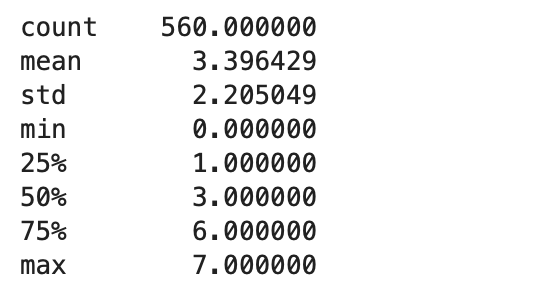 count 560.000000
mean 3.396429
std 2.205049
min 0.000000
25% 1.000000
50% 3.000000
75% 6.000000
max 7.000000